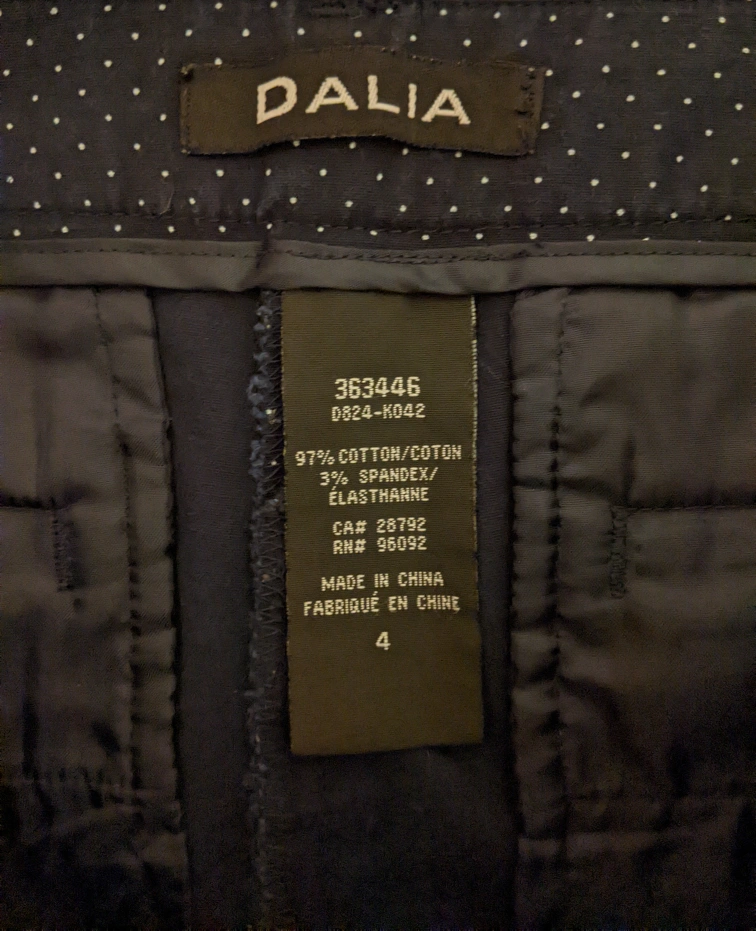 DALIA
363446
D824-K042
97% COTTON/COTON
3% SPANDEX/
ÉLASTHANNE
CA# 28792
RN# 96092
MADE IN CHINA
FABRIQUÉ EN CHINE
4